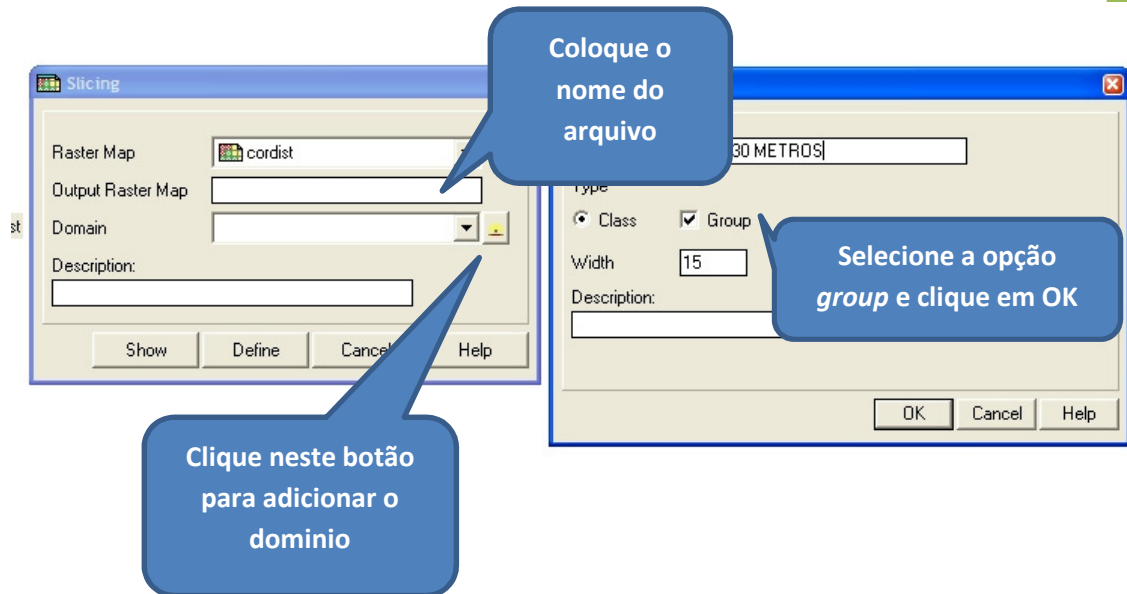 Coloque o
nome do
arquivo
Slicing
Raster Map
cordist
Output Raster Map
Domain
Description:
Show
Define
Cancel
Help
st
30 METROS
Type
Class
Group
Width
15
Description:
OK
Cancel
Help
Selecione a opção
group e clique em OK
Clique neste botão
para adicionar o
dominio